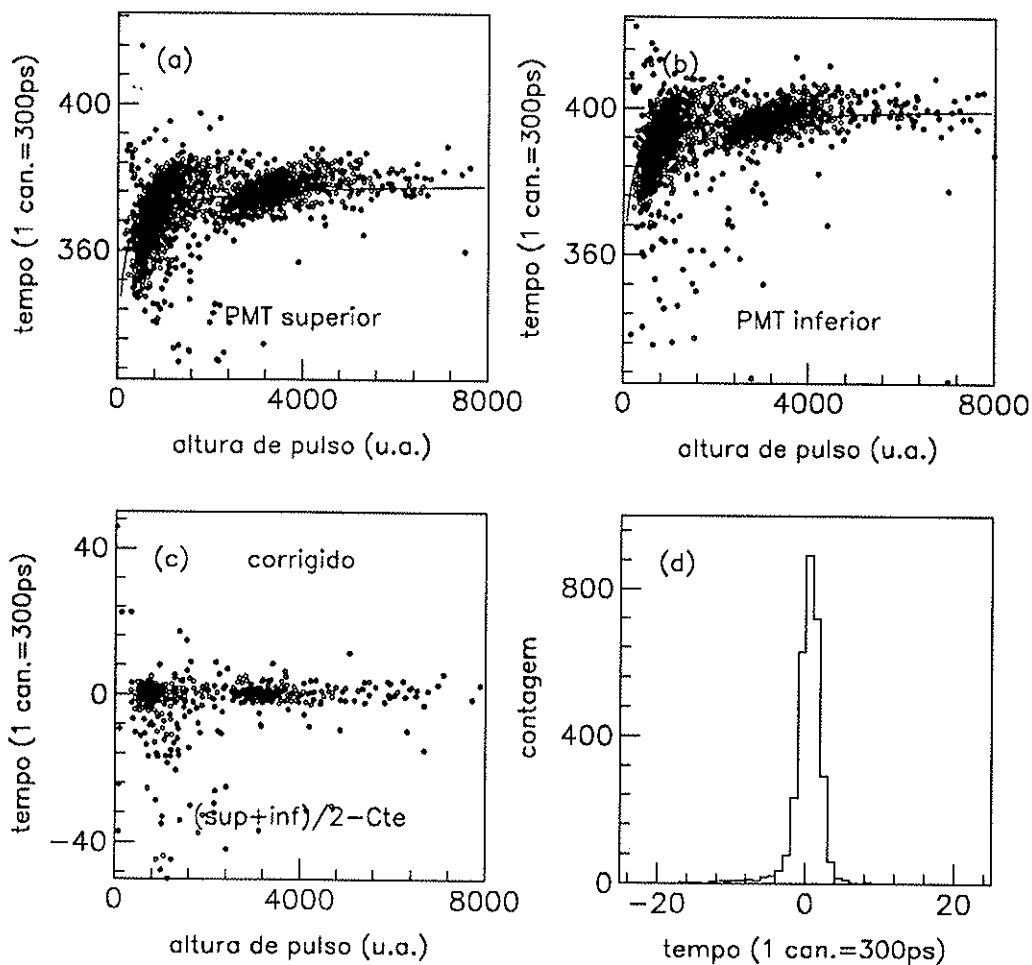 (a)
400
360
tempo (1 can.=300ps)
PMT superior
0
4000
8000
altura de pulso (u.a.)
(b)
400
360
tempo (1 can.=300ps)
PMT inferior
0
4000
8000
altura de pulso (u.a.)
(c)
corrigido
40
0
-40
tempo (1 can.=300ps)
(sup+inf)/2-Cte
0
4000
8000
altura de pulso (u.a.)
(d)
800
400
0
contagem
-20
0
20
tempo (1 can.=300ps)